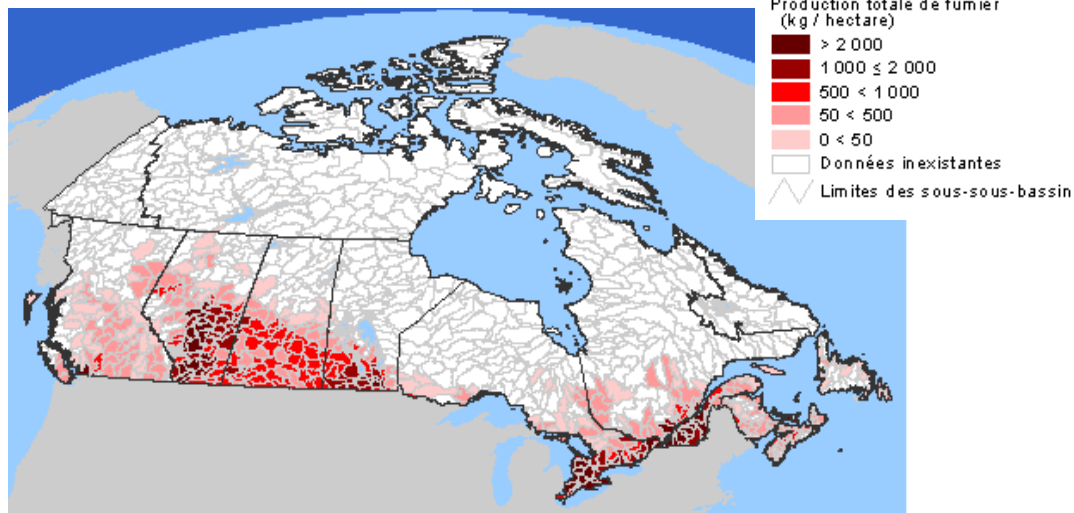 Production totale de fumier
(kg / hectare)
> 2 000
1 000 ≤ 2 000
500 < 1 000
50 < 500
0 < 50
Données inexistantes
Limites des sous-sous-bassin